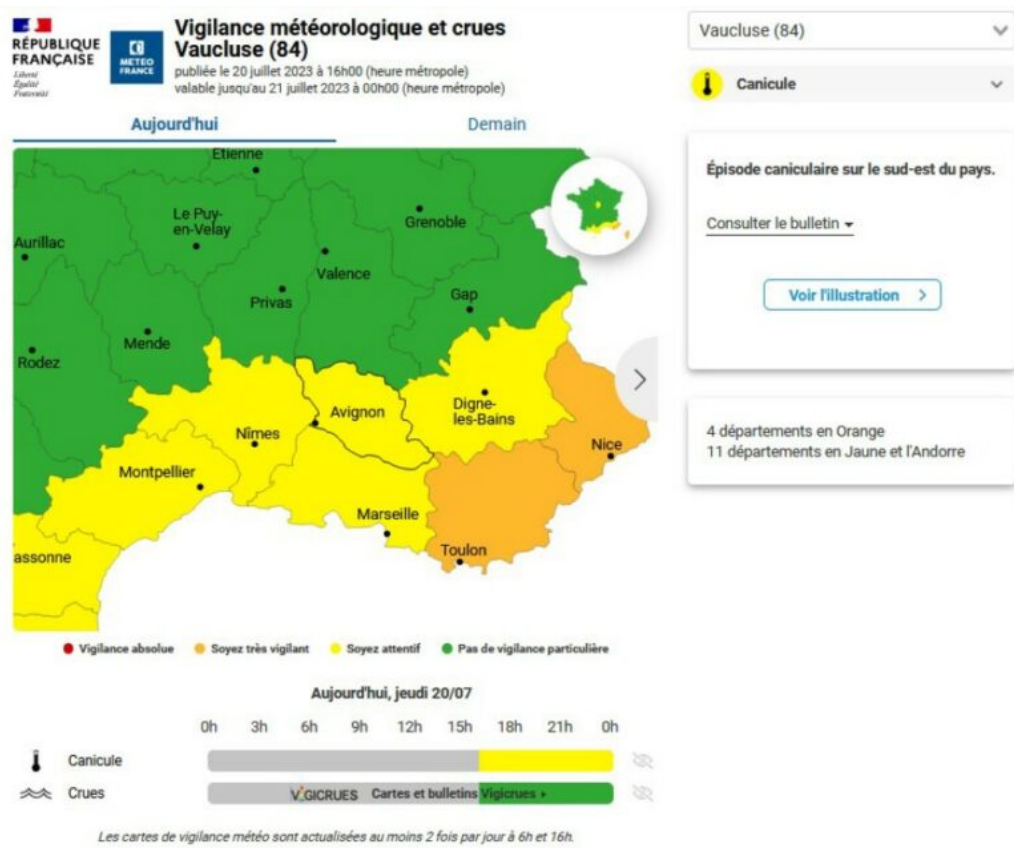 RÉPUBLIQUE
FRANÇAISE
Liberté
Égalité
Fraternité
METEO
FRANCE
Vigilance météorologique et crues
Vaucluse (84)
publiée le 20 juillet 2023 à 16h00 (heure métropole)
valable jusqu'au 21 juillet 2023 à 00h00 (heure métropole)
Aujourd'hui
Demain
Etienne
Le Puy-
en-Velay
Grenoble
Aurillac
Valence
Privas
Gap
Mende
Rodez
Avignon
Digne-
les-Bains
Nîmes
Nice
Montpellier
Marseille
assonne
Toulon
Vigilance absolue
Soyez très vigilant
Soyez attentif
Pas de vigilance particulière
Aujourd'hui, jeudi 20/07
0h 3h 6h 9h 12h 15h 18h 21h 0h
Canicule
Crues
VIGICRUES Cartes et bulletins Vigicrues
Les cartes de vigilance météo sont actualisées au moins 2 fois par jour à 6h et 16h.
Vaucluse (84)
Canicule
Épisode caniculaire sur le sud-est du pays.
Consulter le bulletin
Voir l'illustration >
4 départements en Orange
11 départements en Jaune et l'Andorre